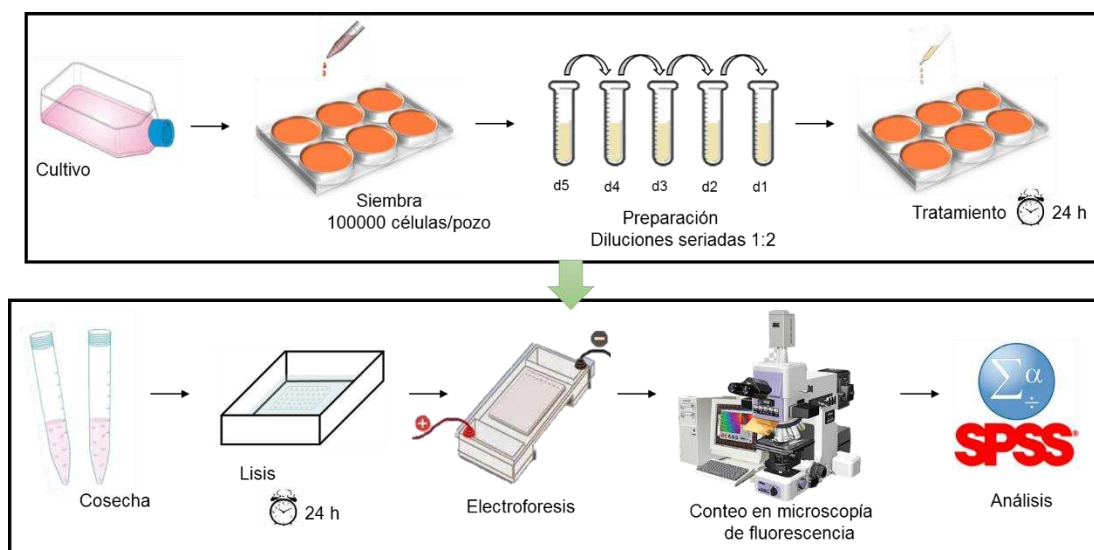 Cultivo
Siembra
100000 células/pozo
d5 d4 d3 d2 d1
Preparación
Diluciones seriadas 1:2
Tratamiento 24 h
Cosecha
Lisis
24 h
+
−
Electroforesis
Conteo en microscopía
de fluorescencia
Σ α ÷
SPSS®
Análisis